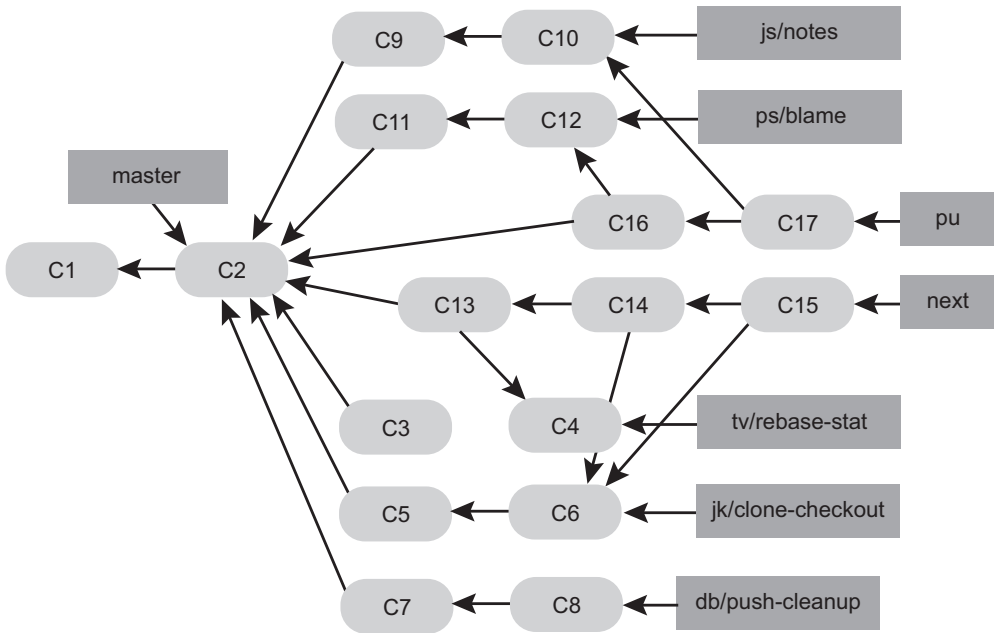 C9
C10
js/notes
C11
C12
ps/blame
master
C16
C17
pu
C1
C2
C13
C14
C15
next
C3
C4
tv/rebase-stat
C5
C6
jk/clone-checkout
C7
C8
db/push-cleanup